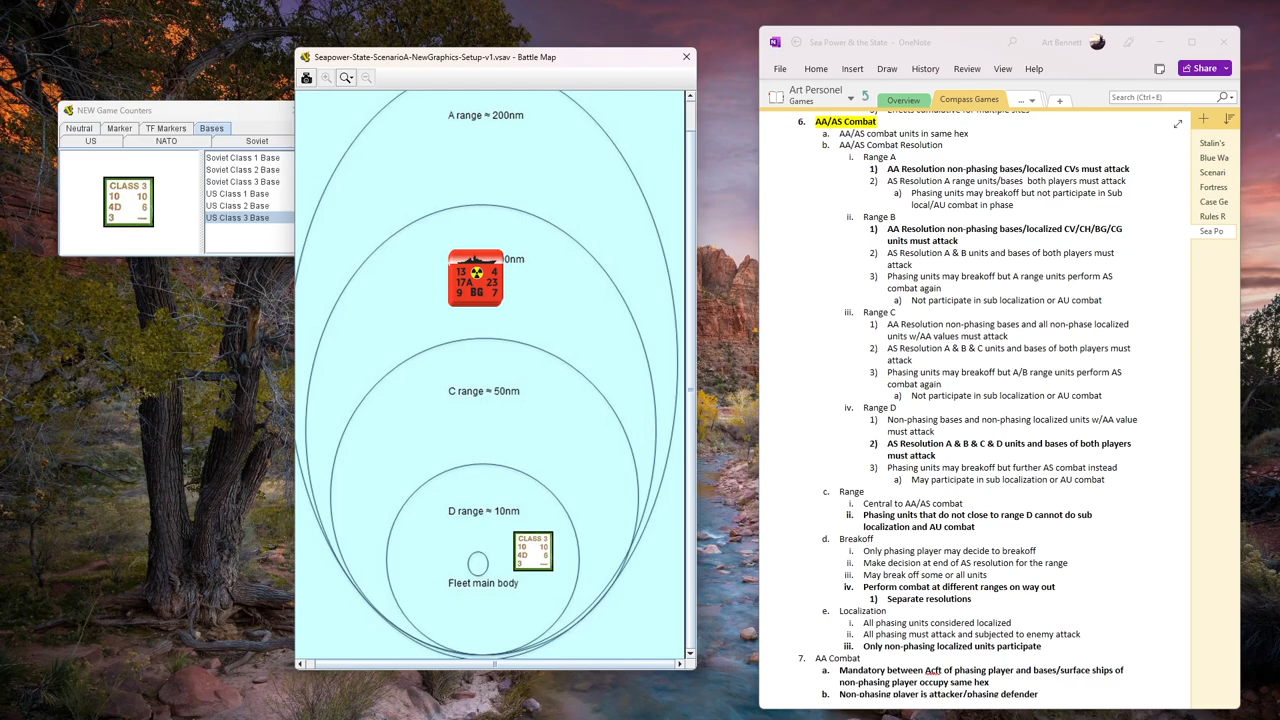 NEW Game Counters
Neutral Marker TF Markers Bases
US NATO Soviet
CLASS 3
10 10
4D 6
3 —
Soviet Class 1 Base
Soviet Class 2 Base
Soviet Class 3 Base
US Class 1 Base
US Class 2 Base
US Class 3 Base
Seapower-State-ScenarioA-NewGraphics-Setup-v1.vsav - Battle Map
A range ≈ 200nm
0nm
13 4
17A 23
9 BG 7
C range ≈ 50nm
D range ≈ 10nm
CLASS 3
10 10
4D 6
3 —
Fleet main body
Sea Power & the State - OneNote
Art Bennett
File Home Insert Draw History Review View Help
Share
Art Personel
Games
Overview
Compass Games
...
Search (Ctrl+E)
6. AA/AS Combat
a. AA/AS combat units in same hex
b. AA/AS Combat Resolution
i. Range A
1) AA Resolution non-phasing bases/localized CVs must attack
2) AS Resolution A range units/bases both players must attack
a) Phasing units may breakoff but not participate in Sub
local/AU combat in phase
ii. Range B
1) AA Resolution non-phasing bases/localized CV/CH/BG/CG
units must attack
2) AS Resolution A & B units and bases of both players must
attack
3) Phasing units may breakoff but A range units perform AS
combat again
a) Not participate in sub localization or AU combat
iii. Range C
1) AA Resolution non-phasing bases and all non-phase localized
units w/AA values must attack
2) AS Resolution A & B & C units and bases of both players must
attack
3) Phasing units may breakoff but A/B range units perform AS
combat again
a) Not participate in sub localization or AU combat
iv. Range D
1) Non-phasing bases and non-phasing localized units w/AA value
must attack
2) AS Resolution A & B & C & D units and bases of both players
must attack
3) Phasing units may breakoff but further AS combat instead
a) May participate in sub localization or AU combat
c. Range
i. Central to AA/AS combat
ii. Phasing units that do not close to range D cannot do sub
localization and AU combat
d. Breakoff
i. Only phasing player may decide to breakoff
ii. Make decision at end of AS resolution for the range
iii. May break off some or all units
iv. Perform combat at different ranges on way out
1) Separate resolutions
e. Localization
i. All phasing units considered localized
ii. All phasing must attack and subjected to enemy attack
iii. Only non-phasing localized units participate
7. AA Combat
a. Mandatory between Acft of phasing player and bases/surface ships of
non-phasing player occupy same hex
b. Non-phasing player is attacker/phasing defender
Stalin's
Blue Wa
Scenari
Fortress
Case Ge
Rules R
Sea Po